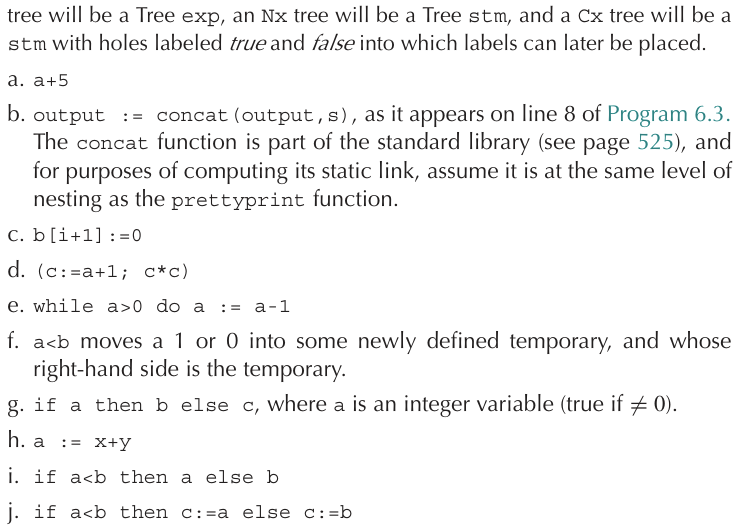 tree will be a Tree exp, an Nx tree will be a Tree stm, and a Cx tree will be a
stm with holes labeled true and false into which labels can later be placed.
a. a+5
b. output := concat(output,s), as it appears on line 8 of Program 6.3.
The concat function is part of the standard library (see page 525), and
for purposes of computing its static link, assume it is at the same level of
nesting as the prettyprint function.
c. b[i+1]:=0
d. (c:=a+1; c*c)
e. while a>0 do a := a-1
f. a<b moves a 1 or 0 into some newly defined temporary, and whose
right-hand side is the temporary.
g. if a then b else c, where a is an integer variable (true if ≠ 0).
h. a := x+y
i. if a<b then a else b
j. if a<b then c:=a else c:=b